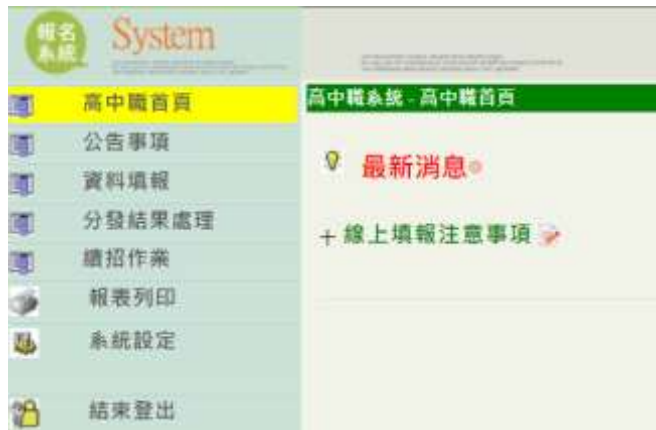 報名
系統
System
高中職首頁
公告事項
資料填報
分發結果處理
續招作業
報表列印
系統設定
結束登出
高中職系統 - 高中職首頁
最新消息
+ 線上填報注意事項